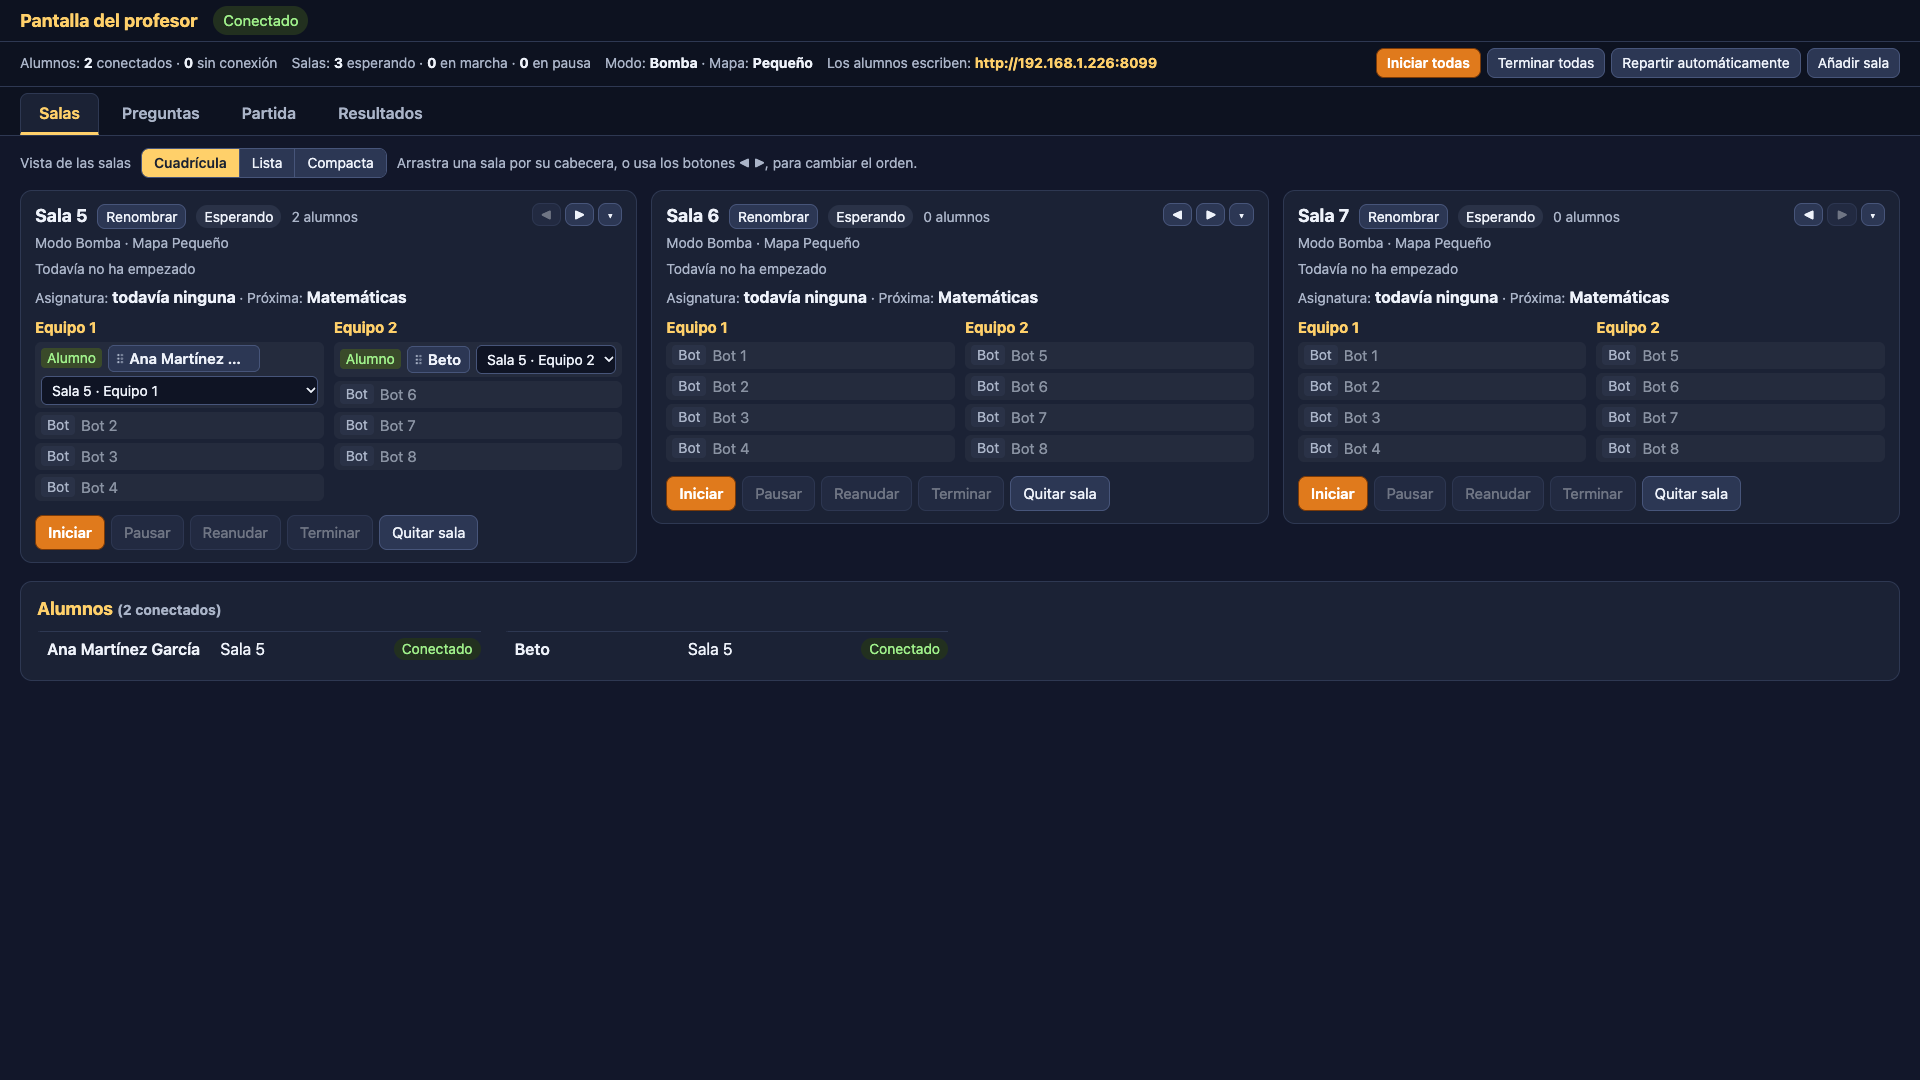 Pantalla del profesor Conectado
Alumnos: 2 conectados · 0 sin conexión Salas: 3 esperando · 0 en marcha · 0 en pausa Modo: Bomba · Mapa: Pequeño Los alumnos escriben: http://192.168.1.226:8099 Iniciar todas Terminar todas Repartir automáticamente Añadir sala
Salas Preguntas Partida Resultados
Vista de las salas Cuadrícula Lista Compacta Arrastra una sala por su cabecera, o usa los botones ◀ ▶, para cambiar el orden.
Sala 5 Renombrar Esperando 2 alumnos ◀ ▶ ▾
Modo Bomba · Mapa Pequeño
Todavía no ha empezado
Asignatura: todavía ninguna · Próxima: Matemáticas
Equipo 1
Alumno ⠿ Ana Martínez ...
Sala 5 · Equipo 1
Bot Bot 2
Bot Bot 3
Bot Bot 4
Equipo 2
Alumno ⠿ Beto Sala 5 · Equipo 2
Bot Bot 6
Bot Bot 7
Bot Bot 8
Iniciar Pausar Reanudar Terminar Quitar sala
Sala 6 Renombrar Esperando 0 alumnos ◀ ▶ ▾
Modo Bomba · Mapa Pequeño
Todavía no ha empezado
Asignatura: todavía ninguna · Próxima: Matemáticas
Equipo 1
Bot Bot 1
Bot Bot 2
Bot Bot 3
Bot Bot 4
Equipo 2
Bot Bot 5
Bot Bot 6
Bot Bot 7
Bot Bot 8
Iniciar Pausar Reanudar Terminar Quitar sala
Sala 7 Renombrar Esperando 0 alumnos ◀ ▶ ▾
Modo Bomba · Mapa Pequeño
Todavía no ha empezado
Asignatura: todavía ninguna · Próxima: Matemáticas
Equipo 1
Bot Bot 1
Bot Bot 2
Bot Bot 3
Bot Bot 4
Equipo 2
Bot Bot 5
Bot Bot 6
Bot Bot 7
Bot Bot 8
Iniciar Pausar Reanudar Terminar Quitar sala
Alumnos (2 conectados)
Ana Martínez García Sala 5 Conectado
Beto Sala 5 Conectado